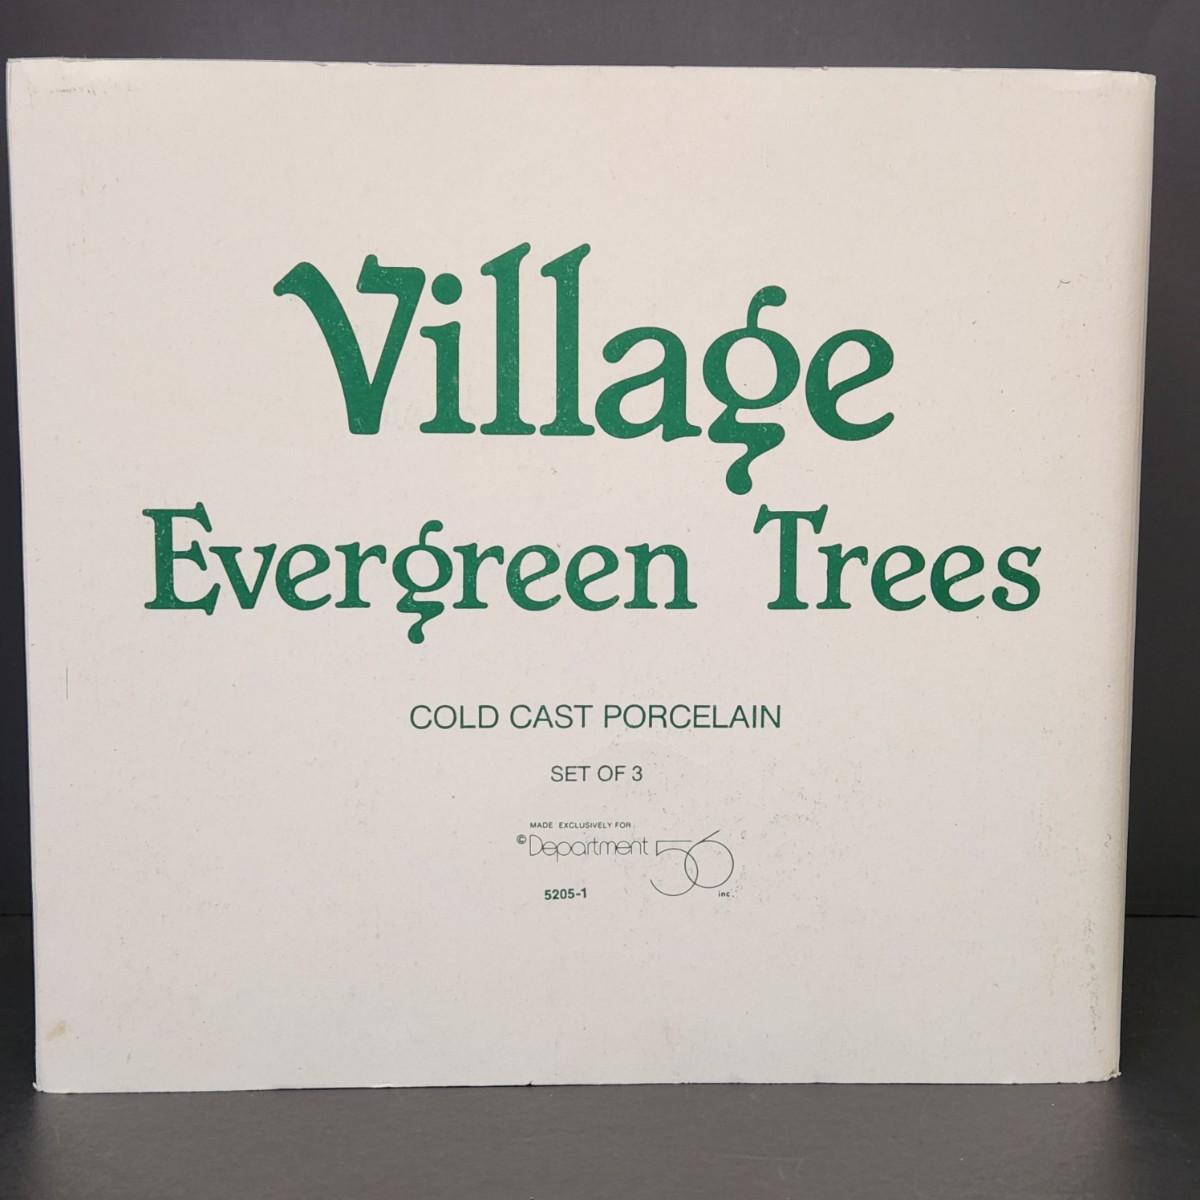 Village
Evergreen Trees
COLD CAST PORCELAIN
SET OF 3
MADE EXCLUSIVELY FOR
©Department 56 inc.
5205-1